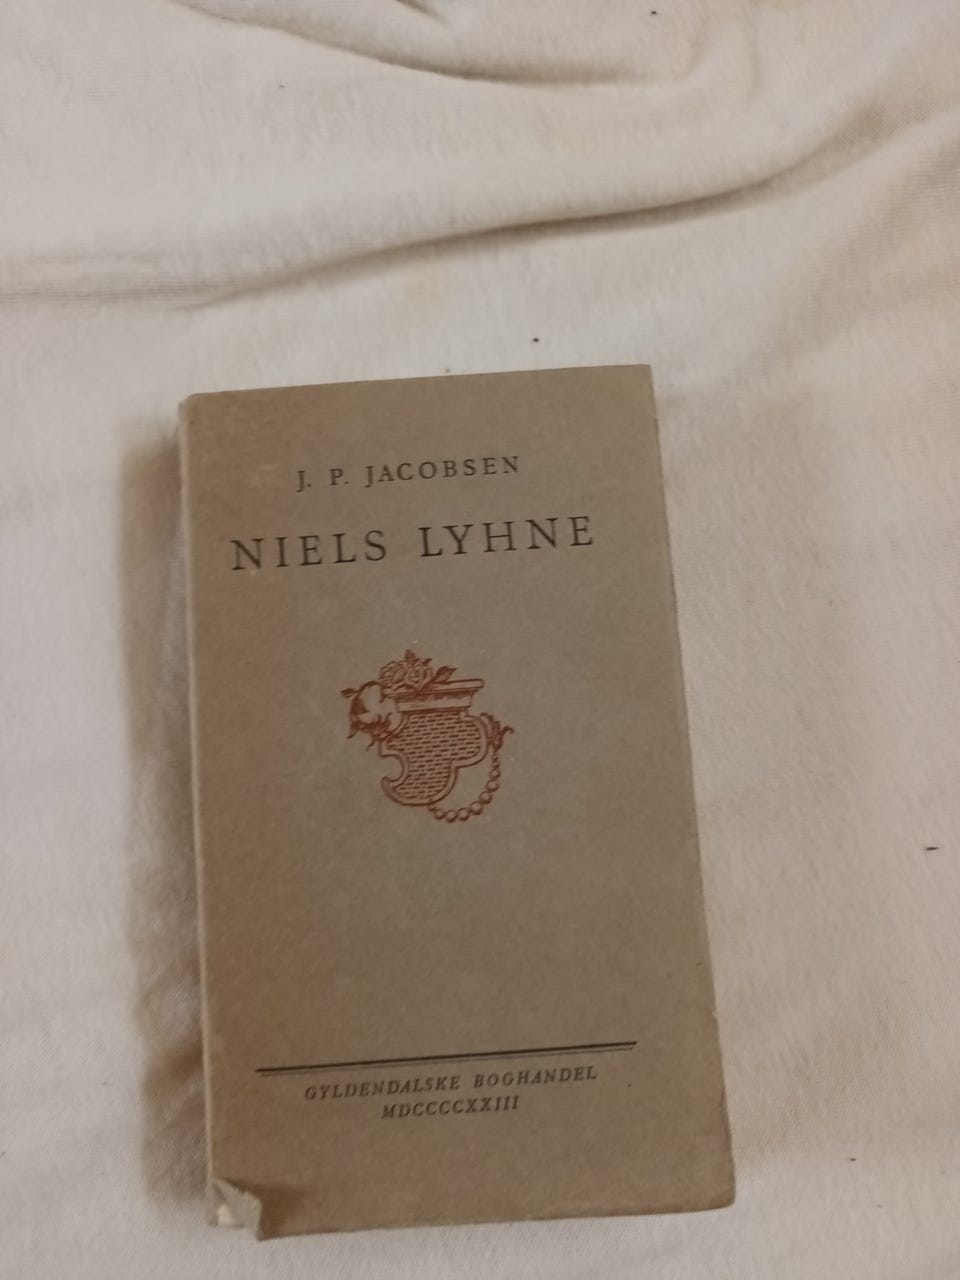 J. P. JACOBSEN
NIELS LYHNE
GYLDENDALSKE BOGHANDEL
MDCCCCXXIII